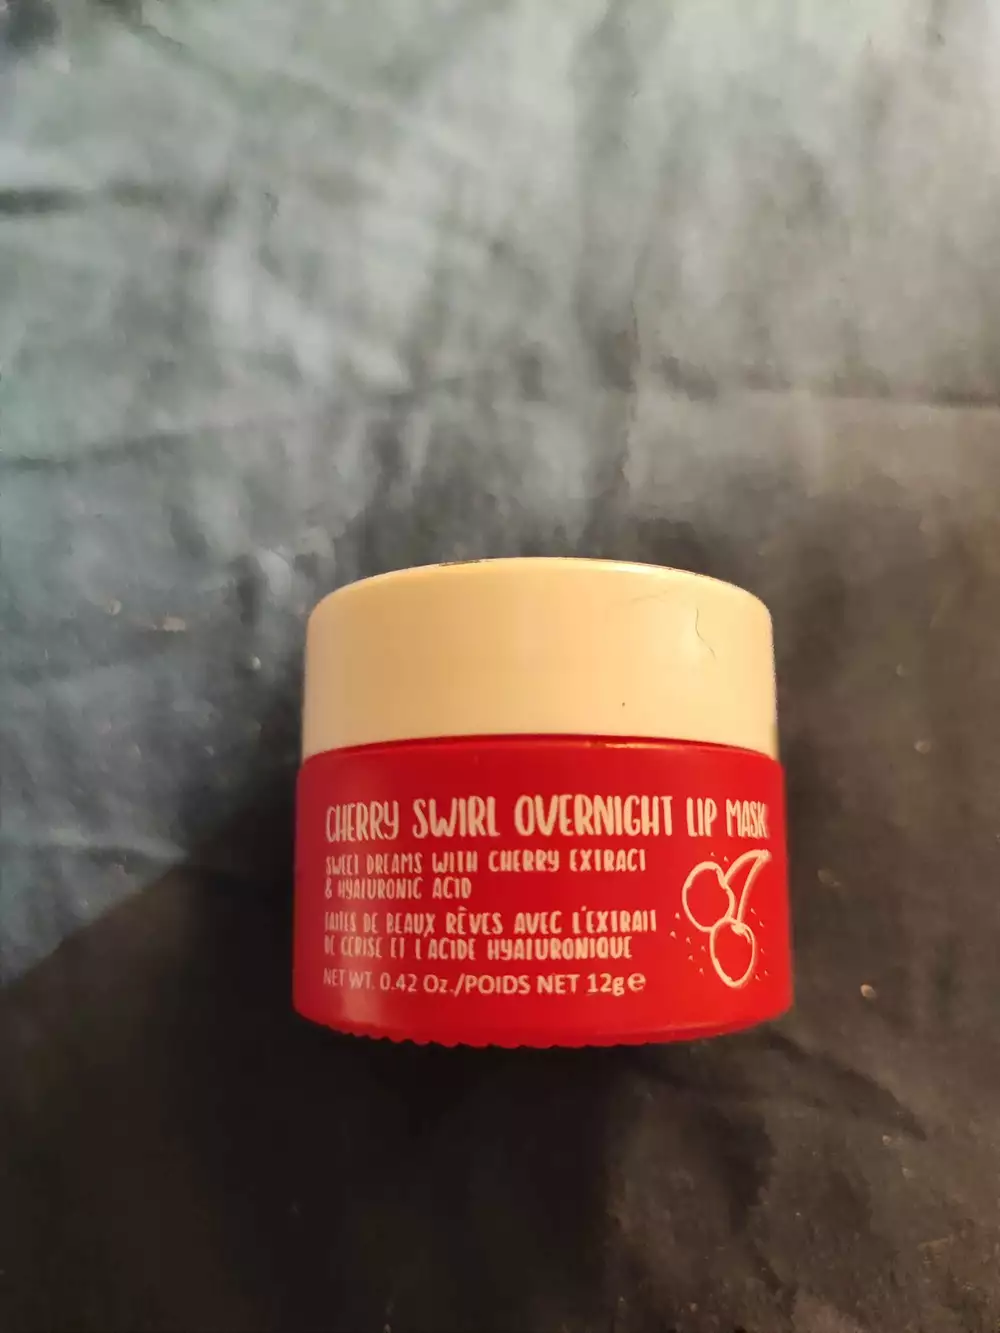 CHERRY SWIRL OVERNIGHT LIP MASK
SWEET DREAMS WITH CHERRY EXTRACT
& HYALURONIC ACID
FAITES DE BEAUX RÊVES AVEC L'EXTRAIT
DE CERISE ET L'ACIDE HYALURONIQUE
NET WT. 0.42 Oz./POIDS NET 12g℮